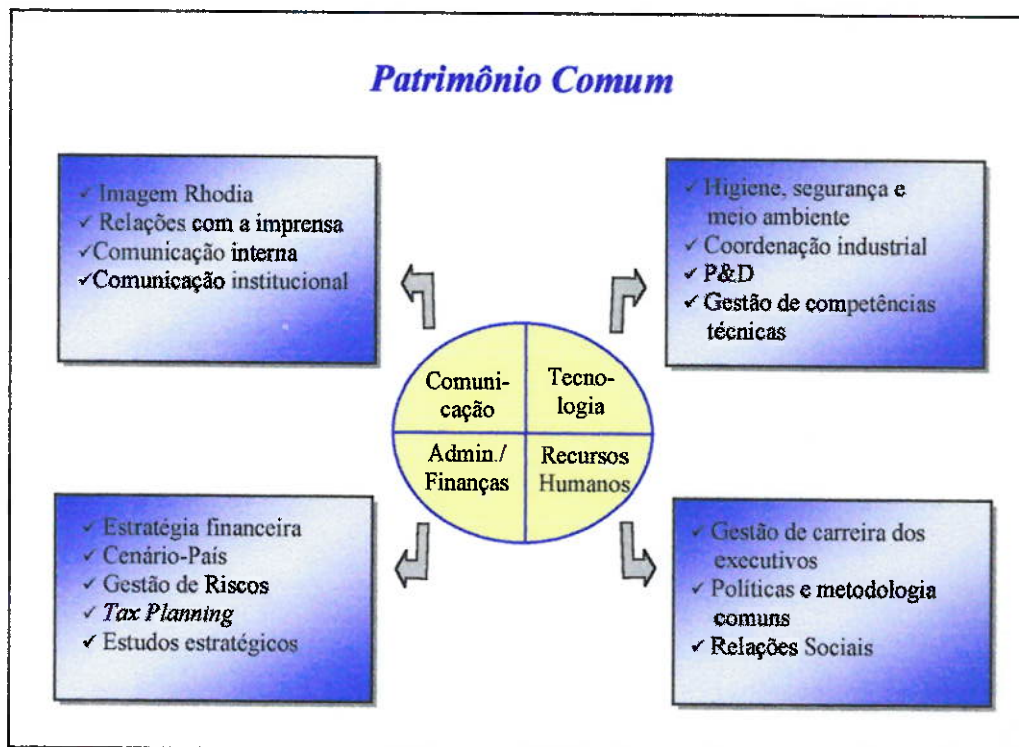 Patrimônio Comum
✓ Imagem Rhodia
✓ Relações com a imprensa
✓Comunicação interna
✓Comunicação institucional
✓ Higiene, segurança e
meio ambiente
✓ Coordenação industrial
✓ P&D
✓ Gestão de competências
técnicas
Comuni-
cação
Tecno-
logia
Admin./
Finanças
Recursos
Humanos
✓ Estratégia financeira
✓ Cenário-País
✓ Gestão de Riscos
✓ Tax Planning
✓ Estudos estratégicos
✓ Gestão de carreira dos
executivos
✓ Políticas e metodologia
comuns
✓ Relações Sociais